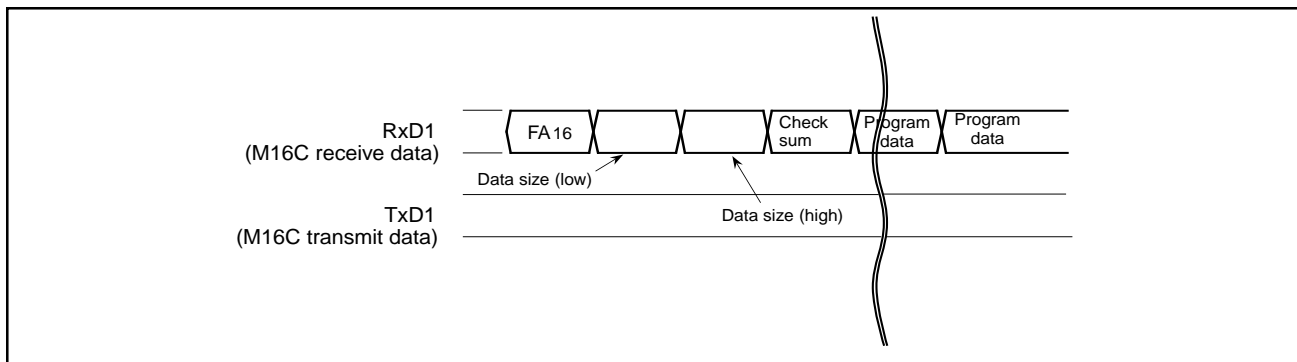 RxD1
(M16C receive data)
FA16
Check
sum
Program
data
Program
data
Data size (low)
Data size (high)
TxD1
(M16C transmit data)